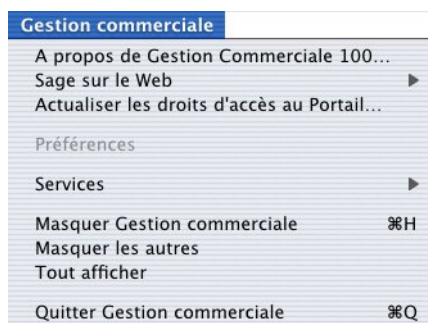 Gestion commerciale
A propos de Gestion Commerciale 100...
Sage sur le Web
Actualiser les droits d'accès au Portail...
Préférences
Services
Masquer Gestion commerciale ⌘H
Masquer les autres
Tout afficher
Quitter Gestion commerciale ⌘Q